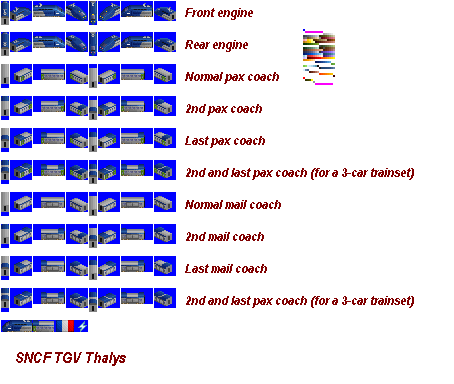 Front engine
Rear engine
Normal pax coach
2nd pax coach
Last pax coach
2nd and last pax coach (for a 3-car trainset)
Normal mail coach
2nd mail coach
Last mail coach
2nd and last pax coach (for a 3-car trainset)
SNCF TGV Thalys